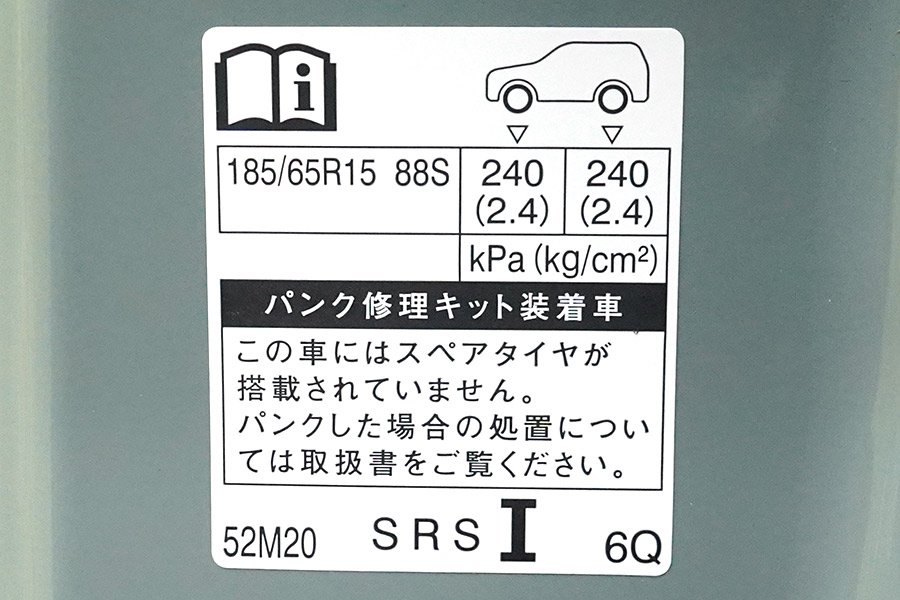 185/65R15 88S 240 240
(2.4) (2.4)
kPa (kg/cm²)
パンク修理キット装着車
この車にはスペアタイヤが
搭載されていません。
パンクした場合の処置につい
ては取扱書をご覧ください。
52M20 SRS I 6Q